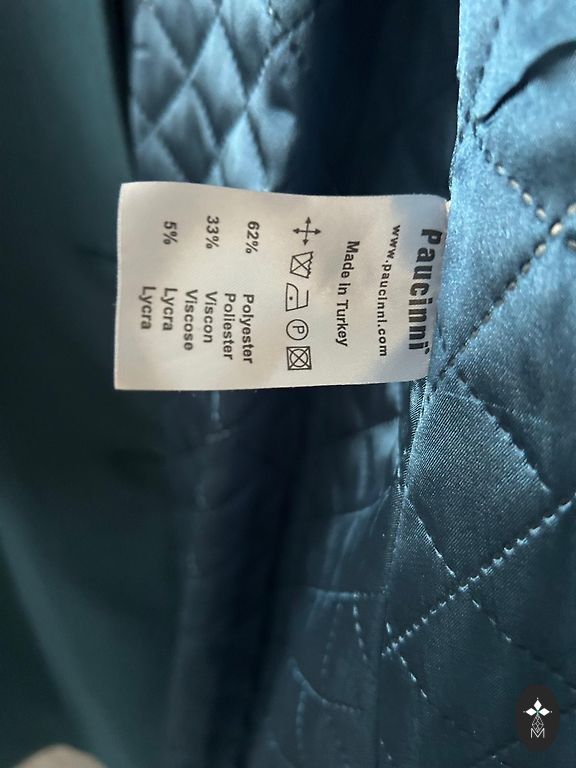 Paucinni®
www.paucinni.com
Made in Turkey
P
62% Polyester
Poliester
33% Viscon
Viscose
5% Lycra
Lycra
M